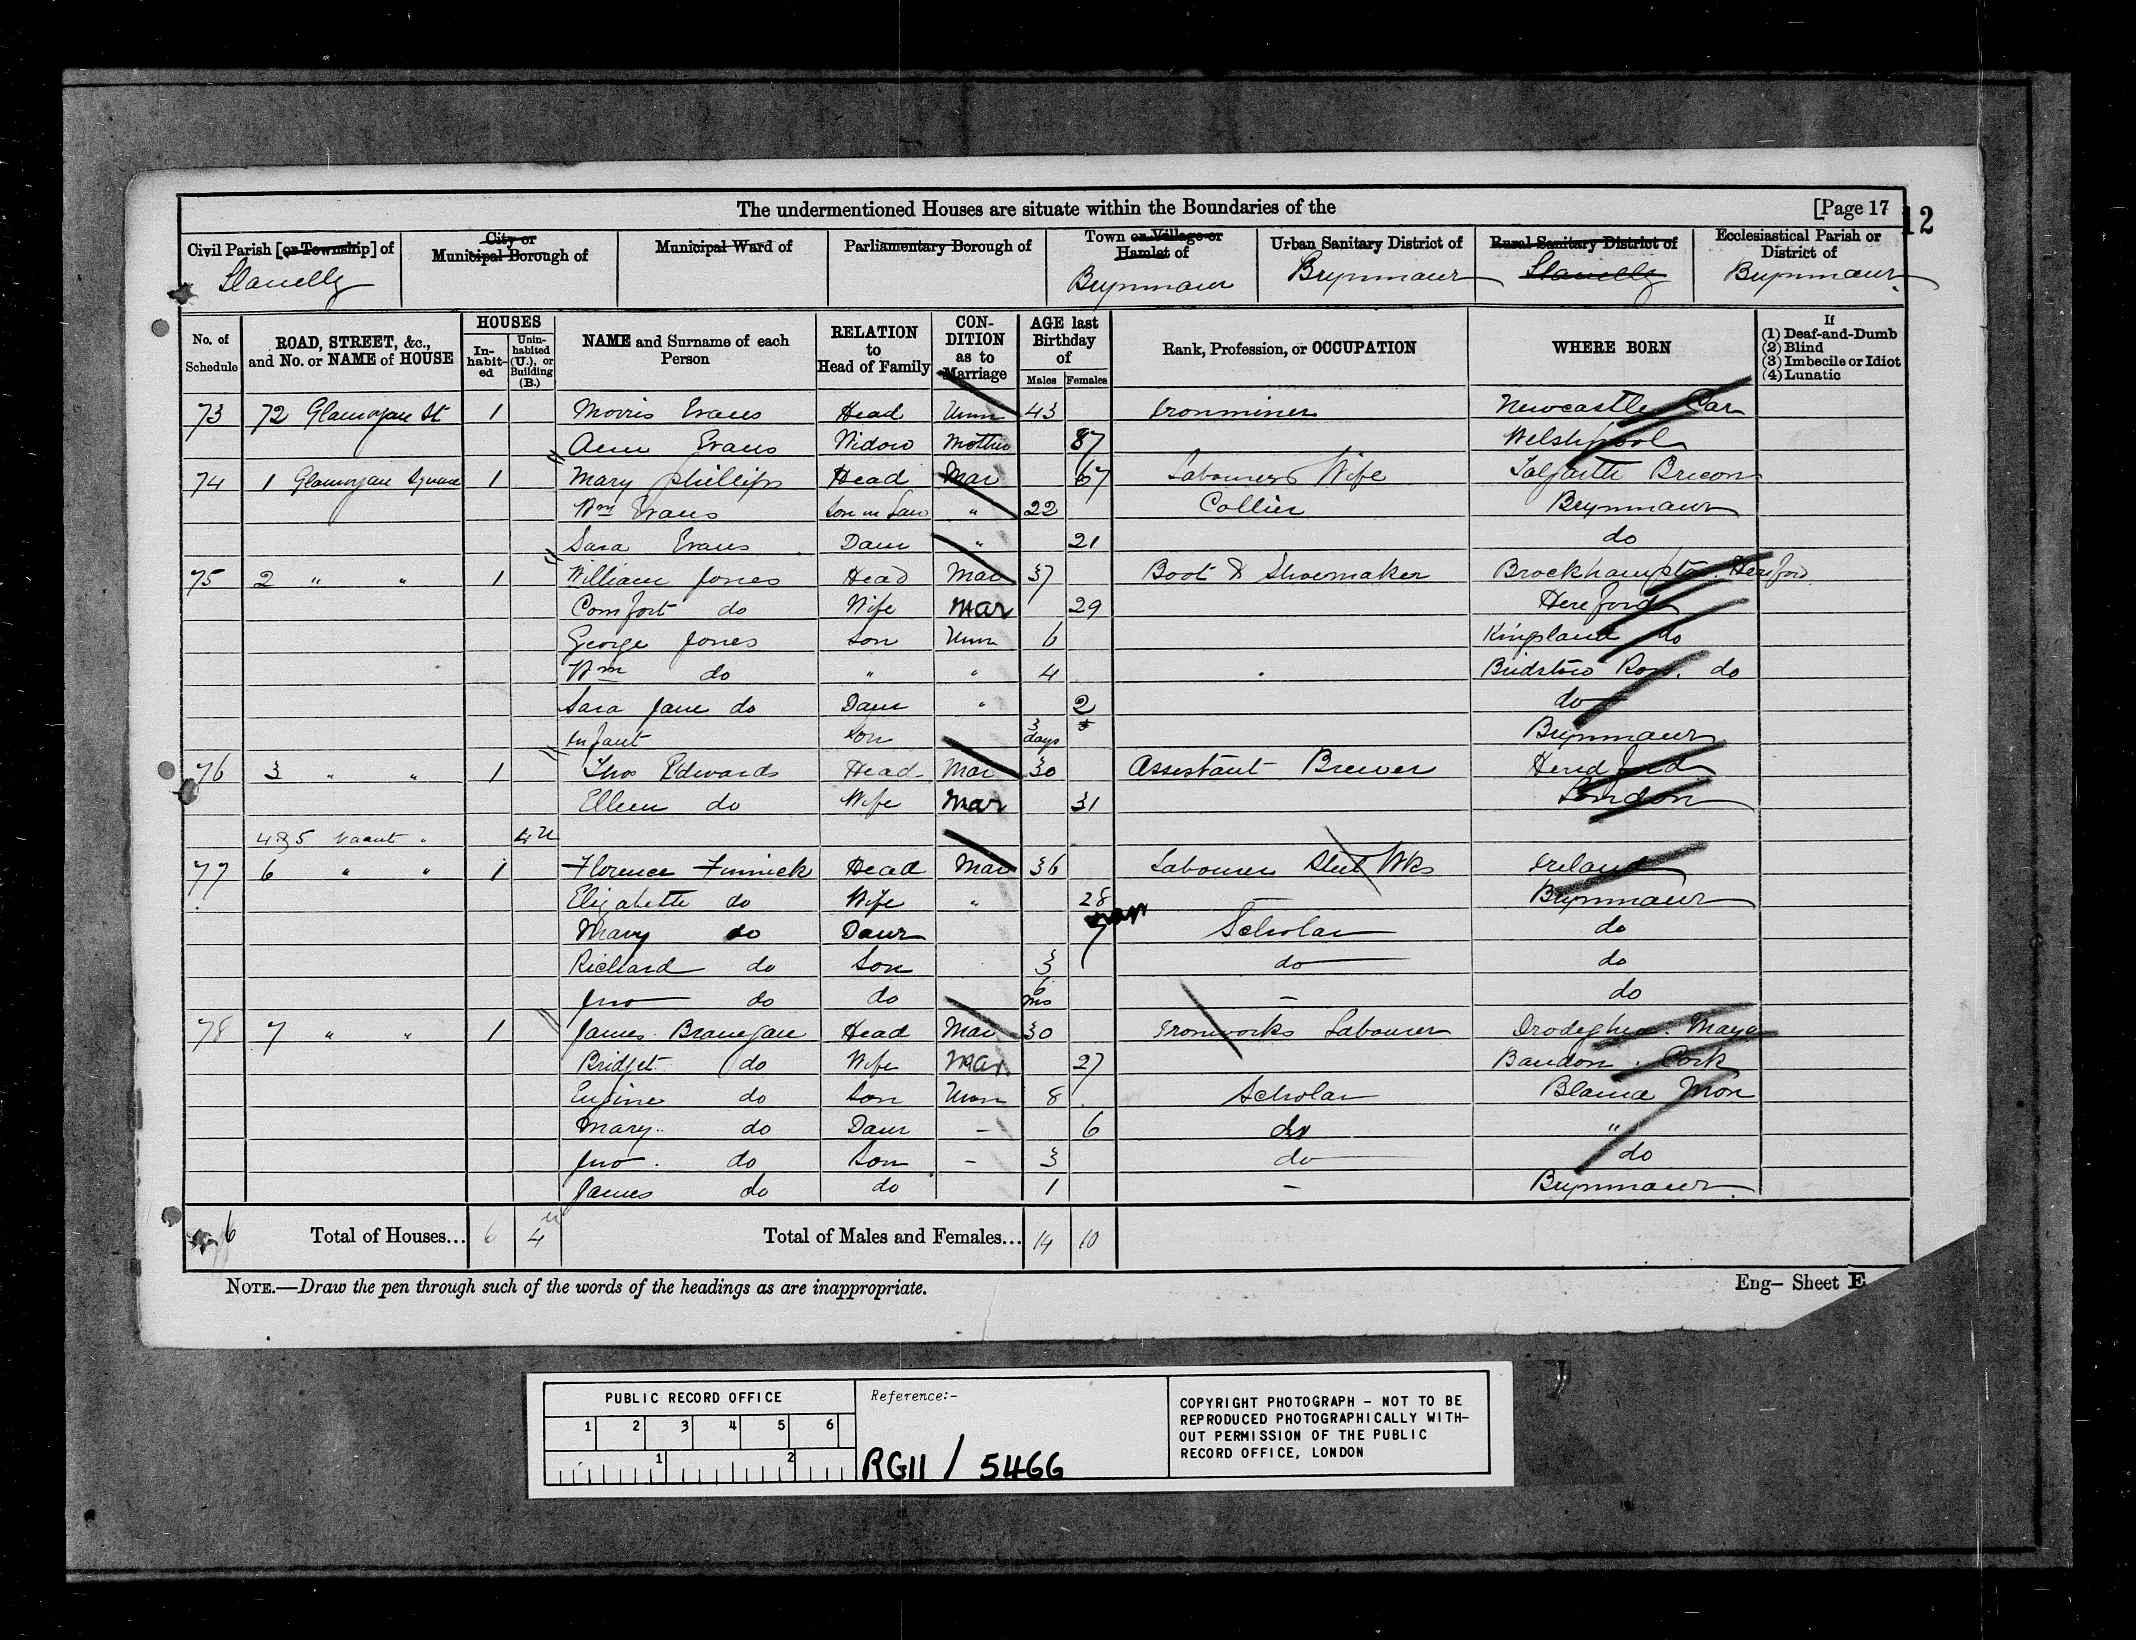 The undermentioned Houses are situate within the Boundaries of the [Page 17
12
Civil Parish [or Township] of Llanelly
City or Municipal Borough of
Municipal Ward of
Parliamentary Borough of
Town or Village or Hamlet of Brynmawr
Urban Sanitary District of Brynmawr
Rural Sanitary District of Llanelly
Ecclesiastical Parish or District of Brynmawr
No. of Schedule
ROAD, STREET, &c., and No. or NAME of HOUSE
HOUSES
In-habit-ed
Unin-habited (U.), or Building (B.)
NAME and Surname of each Person
RELATION to Head of Family
CON-DITION as to Marriage
AGE last Birthday of
Males Females
Rank, Profession, or OCCUPATION
WHERE BORN
If
(1) Deaf-and-Dumb
(2) Blind
(3) Imbecile or Idiot
(4) Lunatic
73 72 Glamorgan St 1 Morris Evans Head Unm 43 Ironminer Newcastle Car
Ann Evans Widow Mother 87 Welshpool
74 1 Glamorgan Square 1 Mary Phillips Head Mar 67 Labourers Wife Talgarth Brecon
Wm Evans Son in Law " 22 Collier Brynmawr
Sara Evans Daur " 21 do
75 2 " " 1 William Jones Head Mar 37 Boot & Shoemaker Brockhampton Hereford
Comfort do Wife Mar 29 Hereford
George Jones Son Unm 6 Kingsland do
Wm do " " 4 Bridstow Ross. do
Sara Jane do Daur " 2 do
Infant Son 3 days Brynmawr
76 3 " " 1 Thos Edwards Head Mar 30 Assistant Brewer Hereford
Ellen do Wife Mar 31 London
4 & 5 Vacant " 4 U
77 6 " " 1 Florence Finnick Head Mar 36 Labourer Steel Wks Ireland
Elizabeth do Wife " 28 Brynmawr
Mary do Daur 7 Scholar do
Richard do Son 3 do do
Jno do do 6 mo – do
78 7 " " 1 James Branegan Head Mar 30 Ironworks Labourer Drodegha. Mayo
Bridget do Wife Mar 27 Bandon. Cork
Eugine do Son Unm 8 Scholar Blaina Mon
Mary do Daur – 6 do "
Jno. do Son – 3 do do
James do do 1 – Brynmawr
6 Total of Houses... 6 4 u Total of Males and Females... 14 10
NOTE.—Draw the pen through such of the words of the headings as are inappropriate.
Eng– Sheet E
PUBLIC RECORD OFFICE
1 2 3 4 5 6
1 2
Reference:-
RG11 / 5466
COPYRIGHT PHOTOGRAPH – NOT TO BE
REPRODUCED PHOTOGRAPHICALLY WITH–
OUT PERMISSION OF THE PUBLIC
RECORD OFFICE, LONDON